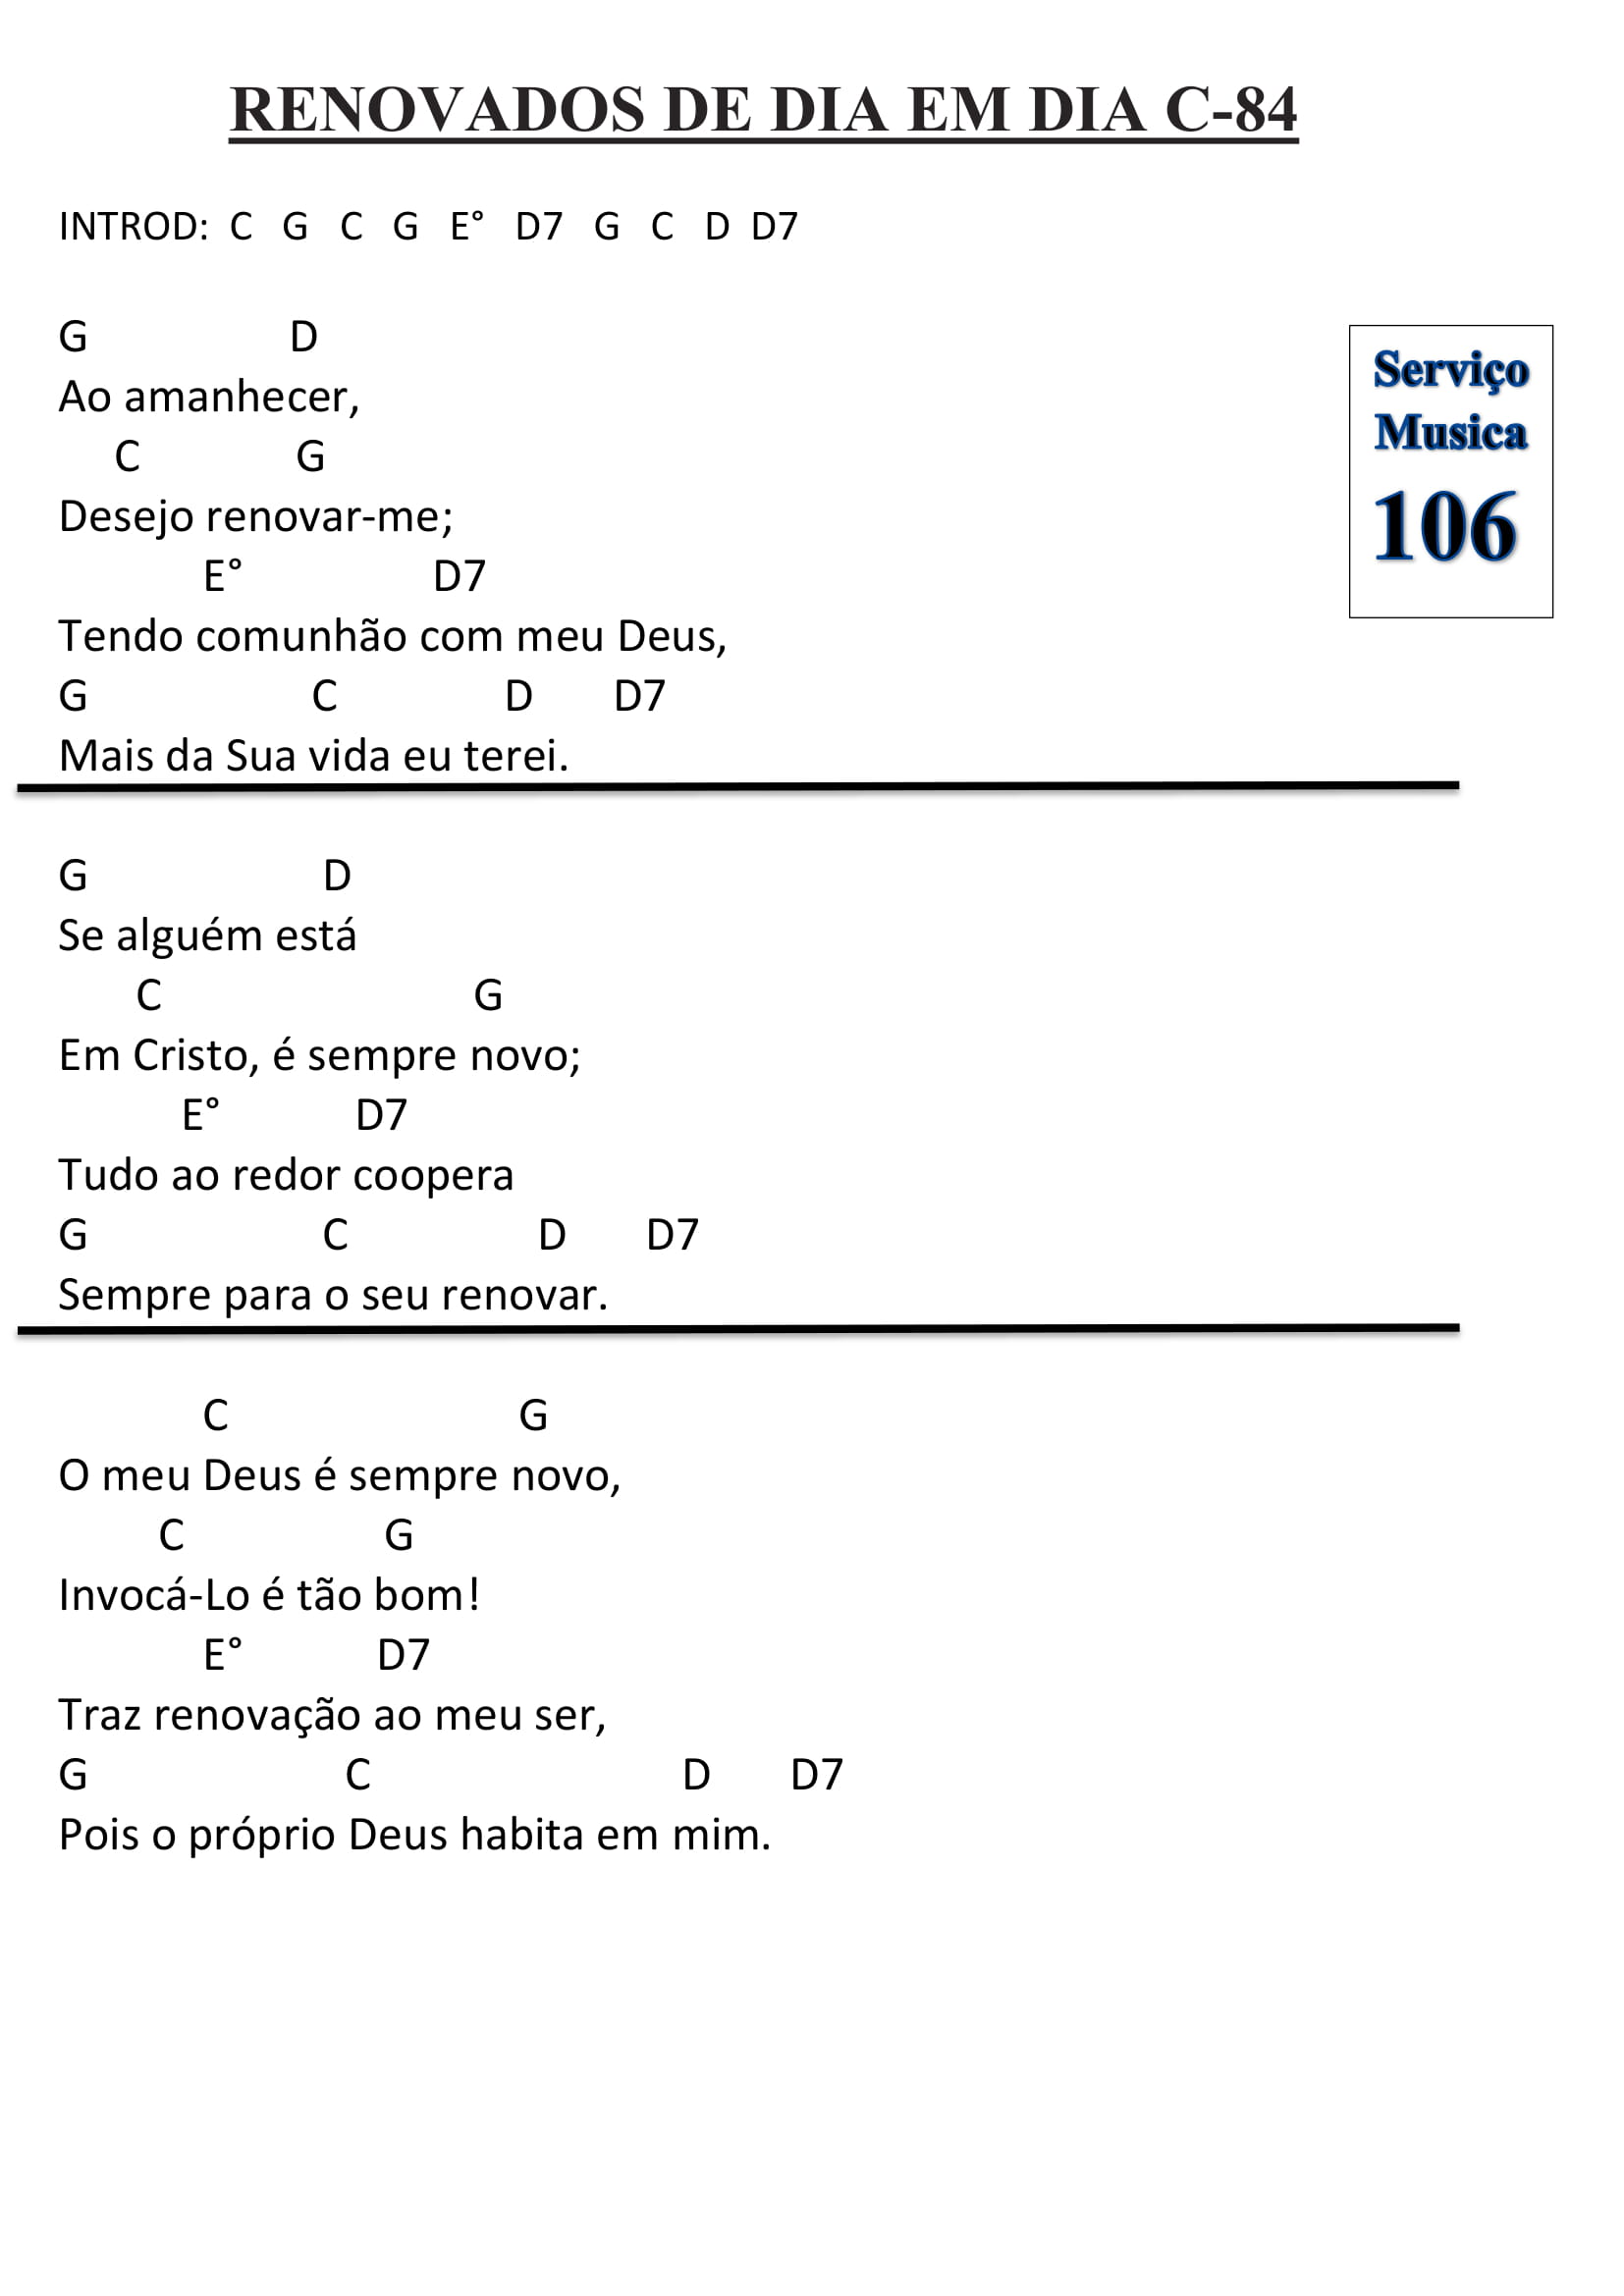 RENOVADOS DE DIA EM DIA C-84
INTROD: C G C G E° D7 G C D D7
Serviço
Musica
106
G D
Ao amanhecer,
C G
Desejo renovar-me;
E° D7
Tendo comunhão com meu Deus,
G C D D7
Mais da Sua vida eu terei.
G D
Se alguém está
C G
Em Cristo, é sempre novo;
E° D7
Tudo ao redor coopera
G C D D7
Sempre para o seu renovar.
C G
O meu Deus é sempre novo,
C G
Invocá-Lo é tão bom!
E° D7
Traz renovação ao meu ser,
G C D D7
Pois o próprio Deus habita em mim.